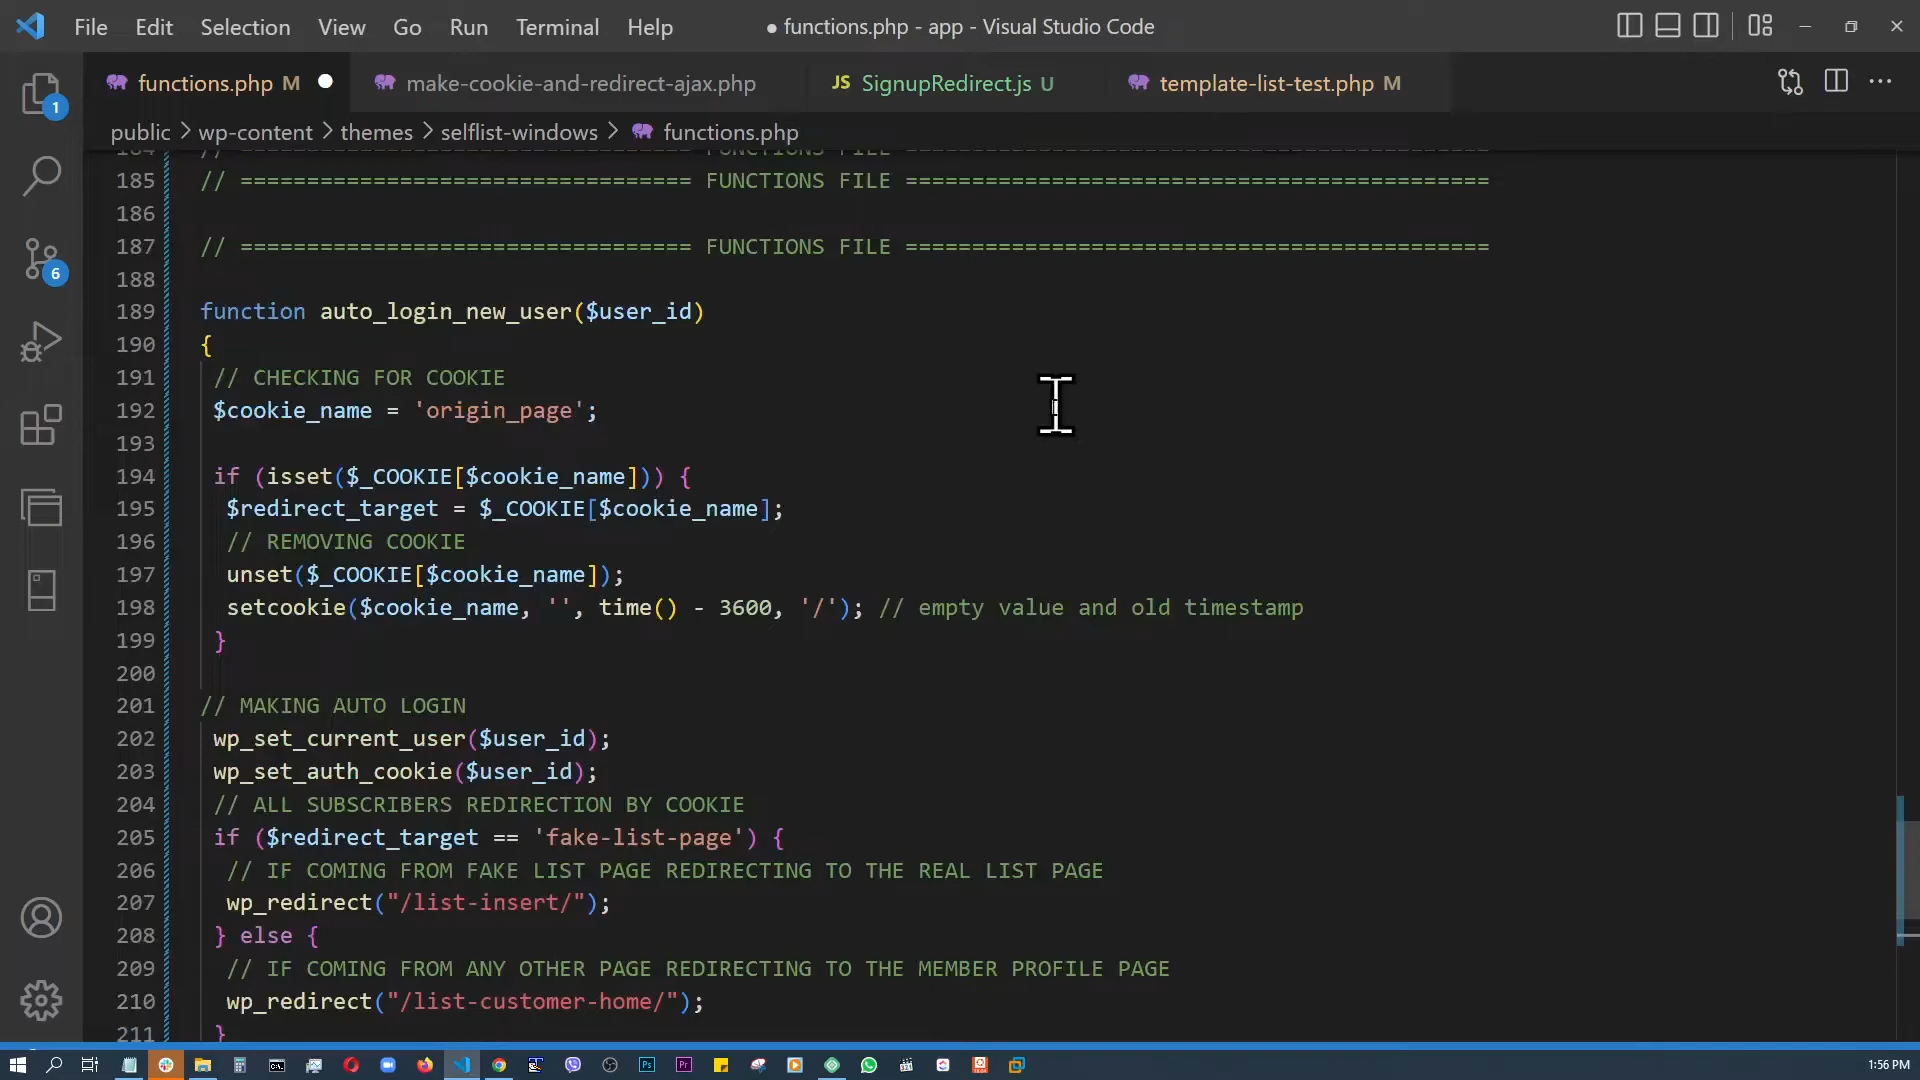 File Edit Selection View Go Run Terminal Help
● functions.php - app - Visual Studio Code
functions.php M
make-cookie-and-redirect-ajax.php
JS SignupRedirect.js U
template-list-test.php M
public > wp-content > themes > selflist-windows > functions.php
184 // ================================== FUNCTIONS FILE ============================================
185 // ================================== FUNCTIONS FILE ============================================
186
187 // ================================== FUNCTIONS FILE ============================================
188
189 function auto_login_new_user($user_id)
190 {
191 // CHECKING FOR COOKIE
192 $cookie_name = 'origin_page';
193
194 if (isset($_COOKIE[$cookie_name])) {
195 $redirect_target = $_COOKIE[$cookie_name];
196 // REMOVING COOKIE
197 unset($_COOKIE[$cookie_name]);
198 setcookie($cookie_name, '', time() - 3600, '/'); // empty value and old timestamp
199 }
200
201 // MAKING AUTO LOGIN
202 wp_set_current_user($user_id);
203 wp_set_auth_cookie($user_id);
204 // ALL SUBSCRIBERS REDIRECTION BY COOKIE
205 if ($redirect_target == 'fake-list-page') {
206 // IF COMING FROM FAKE LIST PAGE REDIRECTING TO THE REAL LIST PAGE
207 wp_redirect("/list-insert/");
208 } else {
209 // IF COMING FROM ANY OTHER PAGE REDIRECTING TO THE MEMBER PROFILE PAGE
210 wp_redirect("/list-customer-home/");
211 }
1
6
Ps
Pr
1:56 PM